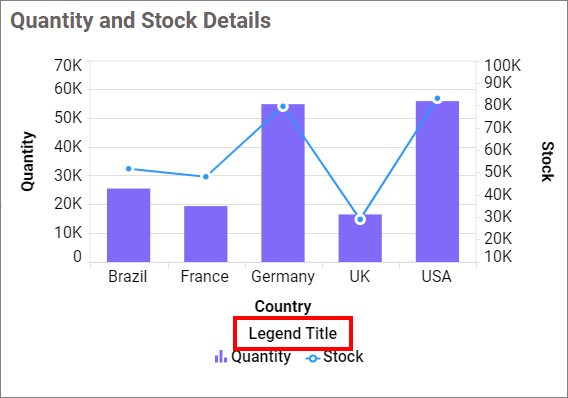 Quantity and Stock Details
70K
60K
50K
40K
30K
20K
10K
0
Quantity
100K
90K
80K
70K
60K
50K
40K
30K
20K
10K
Stock
Brazil France Germany UK USA
Country
Legend Title
Quantity Stock